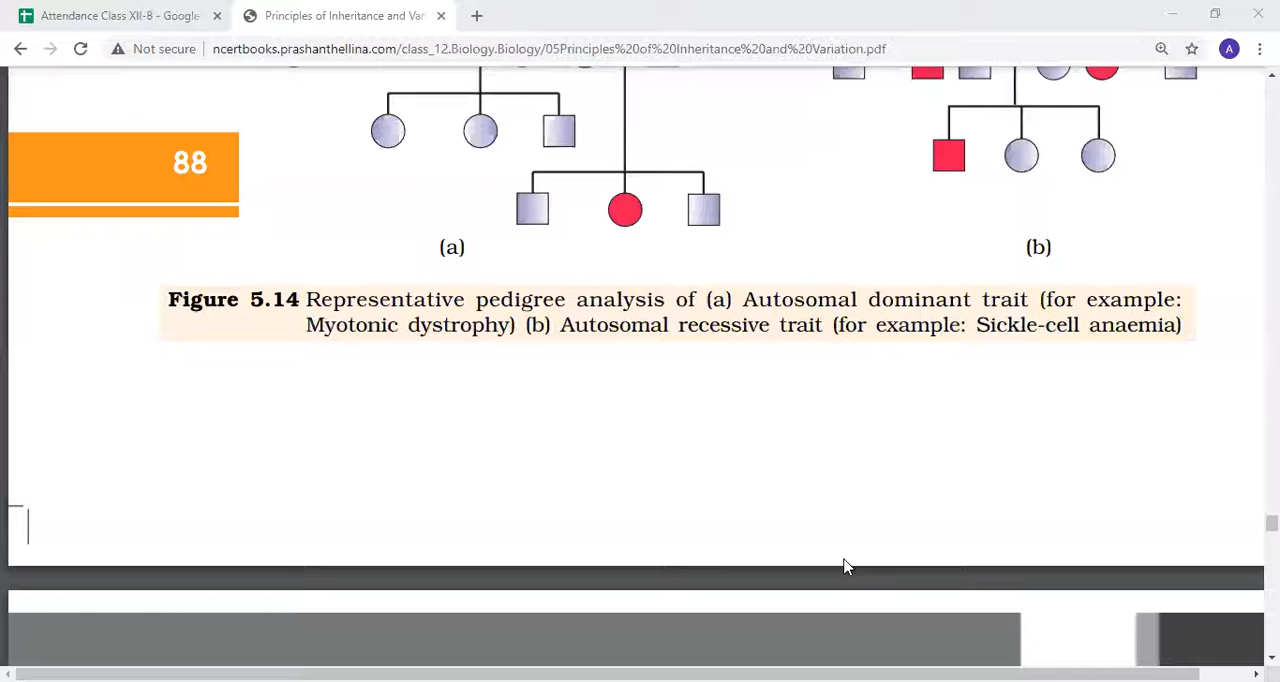 Attendance Class XII-B - Google
Principles of Inheritance and Var
Not secure
ncertbooks.prashanthellina.com/class_12.Biology.Biology/05Principles%20of%20Inheritance%20and%20Variation.pdf
A
88
(a)
(b)
Figure 5.14 Representative pedigree analysis of (a) Autosomal dominant trait (for example:
Myotonic dystrophy) (b) Autosomal recessive trait (for example: Sickle-cell anaemia)